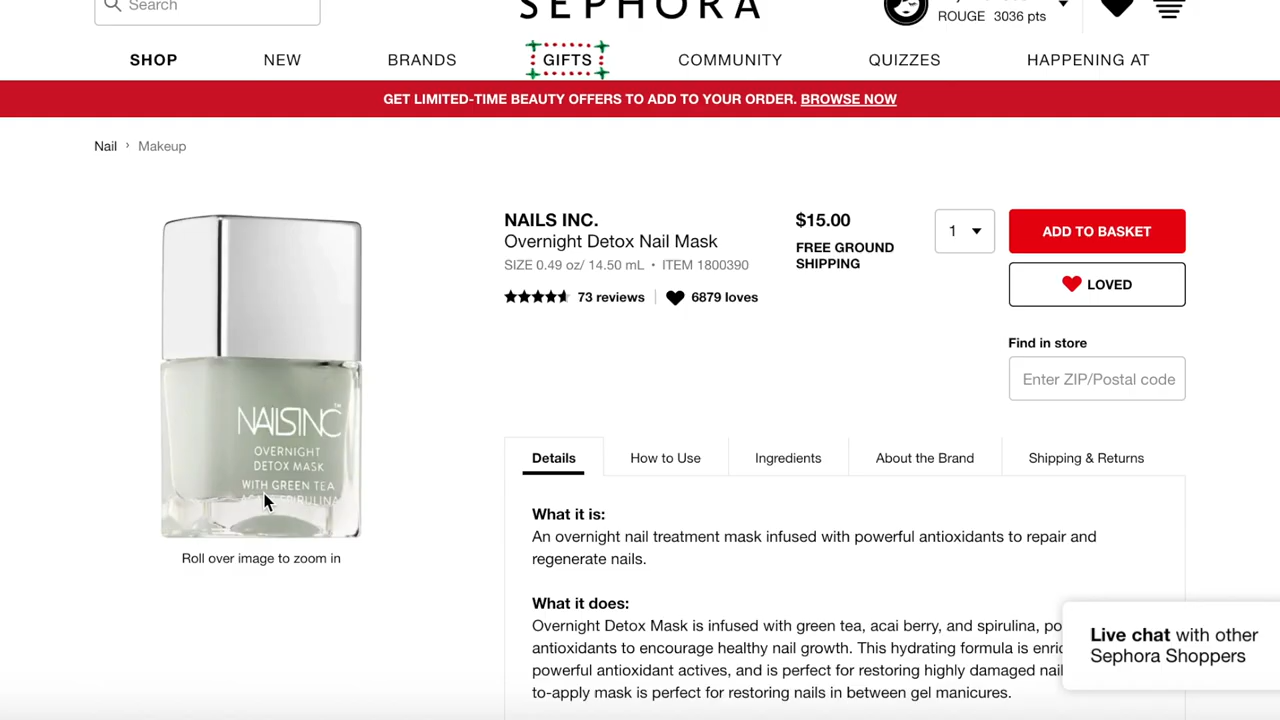 Search
SEPHORA
ROUGE 3036 pts
SHOP
NEW
BRANDS
GIFTS
COMMUNITY
QUIZZES
HAPPENING AT
GET LIMITED-TIME BEAUTY OFFERS TO ADD TO YOUR ORDER. BROWSE NOW
Nail › Makeup
NAILSINC™
OVERNIGHT
DETOX MASK
WITH GREEN TEA
Roll over image to zoom in
NAILS INC.
Overnight Detox Nail Mask
SIZE 0.49 oz/ 14.50 mL • ITEM 1800390
73 reviews
6879 loves
$15.00
FREE GROUND
SHIPPING
1
ADD TO BASKET
LOVED
Find in store
Enter ZIP/Postal code
Details
How to Use
Ingredients
About the Brand
Shipping & Returns
What it is:
An overnight nail treatment mask infused with powerful antioxidants to repair and
regenerate nails.
What it does:
Overnight Detox Mask is infused with green tea, acai berry, and spirulina,
antioxidants to encourage healthy nail growth. This hydrating formula is
powerful antioxidant actives, and is perfect for restoring highly damaged
to-apply mask is perfect for restoring nails in between gel manicures.
Live chat with other
Sephora Shoppers